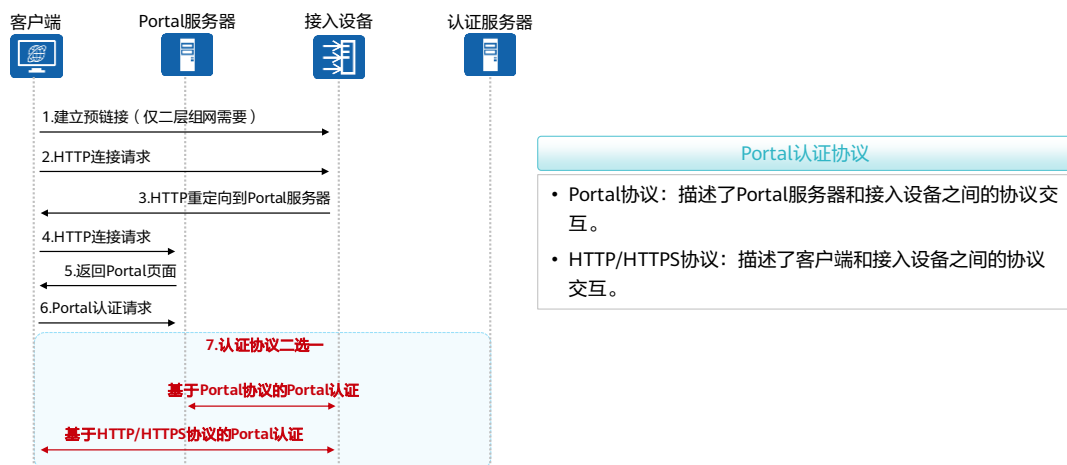 客户端
Portal服务器
接入设备
认证服务器
1.建立预链接（仅二层组网需要）
2.HTTP连接请求
3.HTTP重定向到Portal服务器
4.HTTP连接请求
5.返回Portal页面
6.Portal认证请求
7.认证协议二选一
基于Portal协议的Portal认证
基于HTTP/HTTPS协议的Portal认证
Portal认证协议
• Portal协议：描述了Portal服务器和接入设备之间的协议交
互。
• HTTP/HTTPS协议：描述了客户端和接入设备之间的协议
交互。